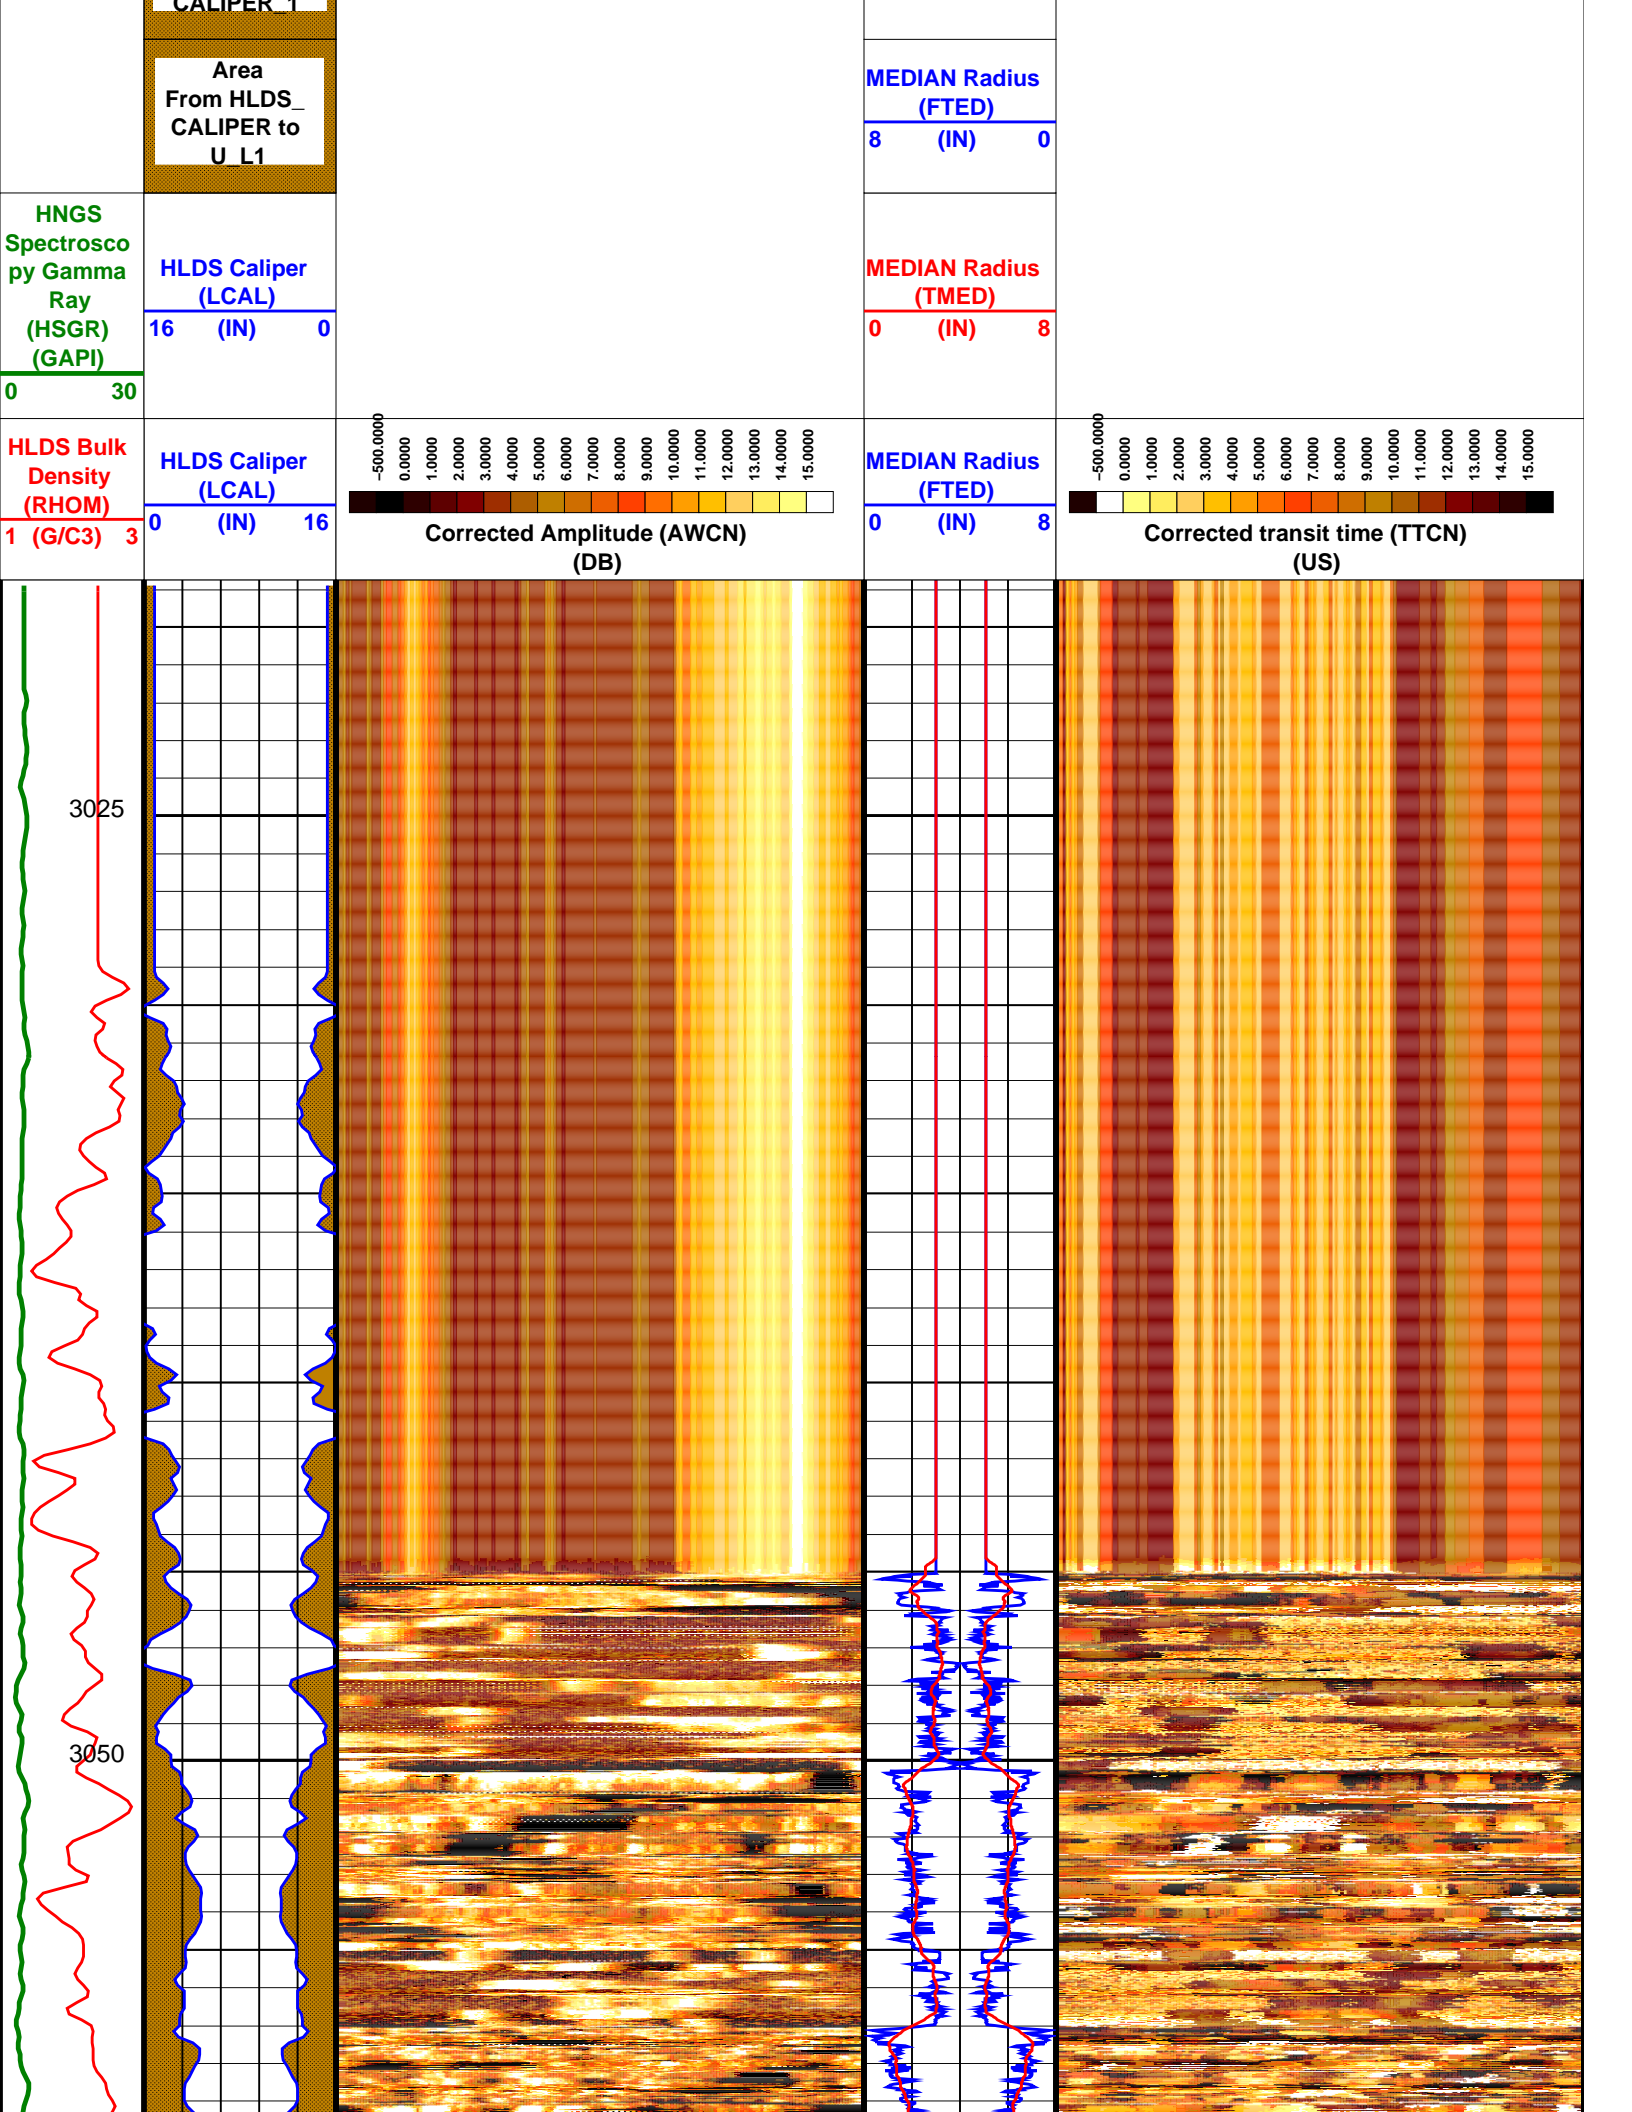 CALIPER_1
Area
From HLDS_
CALIPER to
U_L1
MEDIAN Radius
(FTED)
8 (IN) 0
HNGS
Spectrosco
py Gamma
Ray
(HSGR)
(GAPI)
0 30
HLDS Caliper
(LCAL)
16 (IN) 0
MEDIAN Radius
(TMED)
0 (IN) 8
HLDS Bulk
Density
(RHOM)
1 (G/C3) 3
HLDS Caliper
(LCAL)
0 (IN) 16
-500.0000
0.0000
1.0000
2.0000
3.0000
4.0000
5.0000
6.0000
7.0000
8.0000
9.0000
10.0000
11.0000
12.0000
13.0000
14.0000
15.0000
Corrected Amplitude (AWCN)
(DB)
MEDIAN Radius
(FTED)
0 (IN) 8
-500.0000
0.0000
1.0000
2.0000
3.0000
4.0000
5.0000
6.0000
7.0000
8.0000
9.0000
10.0000
11.0000
12.0000
13.0000
14.0000
15.0000
Corrected transit time (TTCN)
(US)
3025
3050